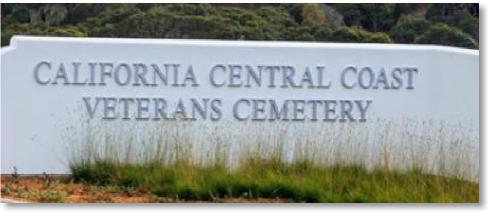 CALIFORNIA CENTRAL COAST
VETERANS CEMETERY